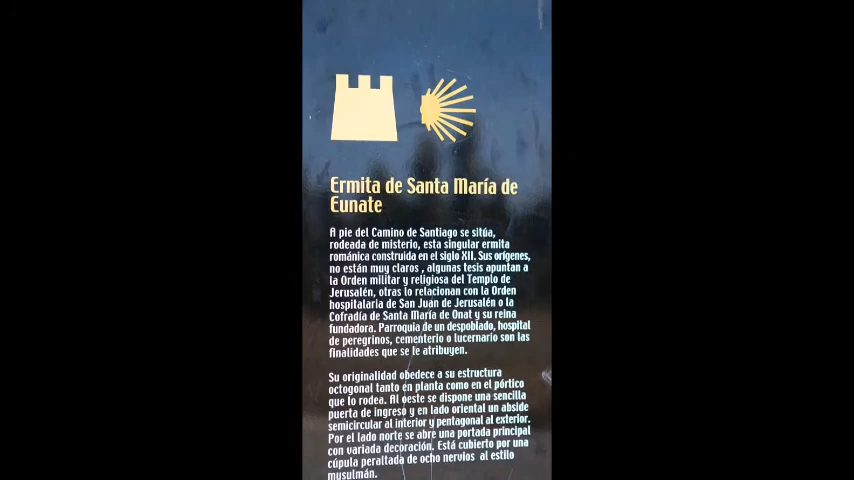 Ermita de Santa María de
Eunate
A pie del Camino de Santiago se sitúa,
rodeada de misterio, esta singular ermita
románica construida en el siglo XII. Sus orígenes,
no están muy claros , algunas tesis apuntan a
la Orden militar y religiosa del Templo de
Jerusalén, otras lo relacionan con la Orden
hospitalaria de San Juan de Jerusalén o la
Cofradía de Santa María de Onat y su reina
fundadora. Parroquia de un despoblado, hospital
de peregrinos, cementerio o lucernario son las
finalidades que se le atribuyen.
Su originalidad obedece a su estructura
octogonal tanto en planta como en el pórtico
que lo rodea. Al oeste se dispone una sencilla
puerta de ingreso y en lado oriental un abside
semicircular al interior y pentagonal al exterior.
Por el lado norte se abre una portada principal
con variada decoración. Está cubierto por una
cúpula peraltada de ocho nervios al estilo
musulmán.